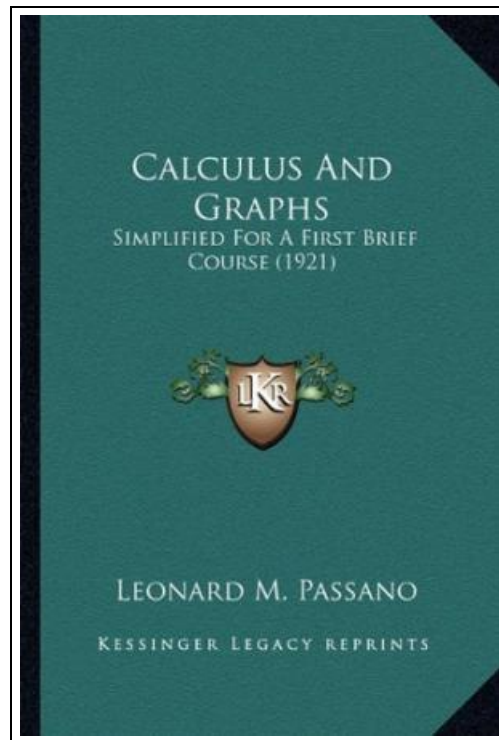 CALCULUS AND
GRAPHS
SIMPLIFIED FOR A FIRST BRIEF
COURSE (1921)
LKR
LEONARD M. PASSANO
KESSINGER LEGACY REPRINTS